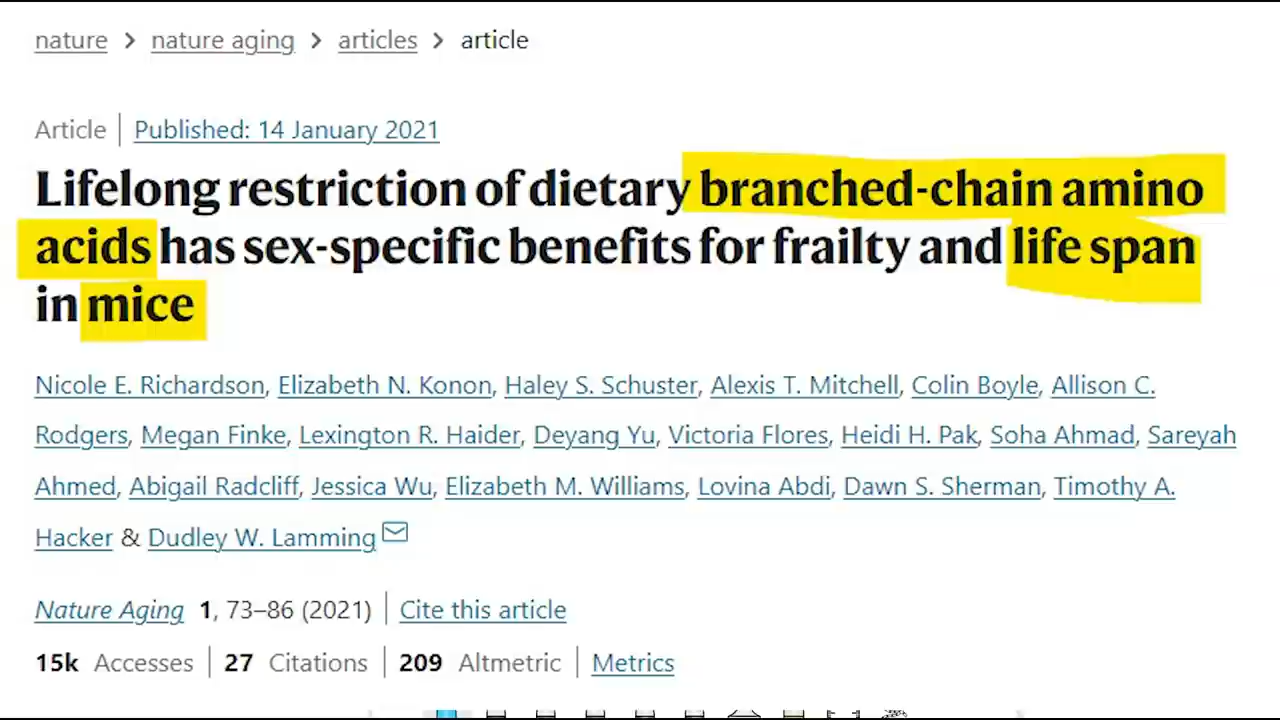 nature > nature aging > articles > article
Article | Published: 14 January 2021
Lifelong restriction of dietary branched-chain amino
acids has sex-specific benefits for frailty and life span
in mice
Nicole E. Richardson, Elizabeth N. Konon, Haley S. Schuster, Alexis T. Mitchell, Colin Boyle, Allison C.
Rodgers, Megan Finke, Lexington R. Haider, Deyang Yu, Victoria Flores, Heidi H. Pak, Soha Ahmad, Sareyah
Ahmed, Abigail Radcliff, Jessica Wu, Elizabeth M. Williams, Lovina Abdi, Dawn S. Sherman, Timothy A.
Hacker & Dudley W. Lamming
Nature Aging 1, 73–86 (2021) | Cite this article
15k Accesses | 27 Citations | 209 Altmetric | Metrics